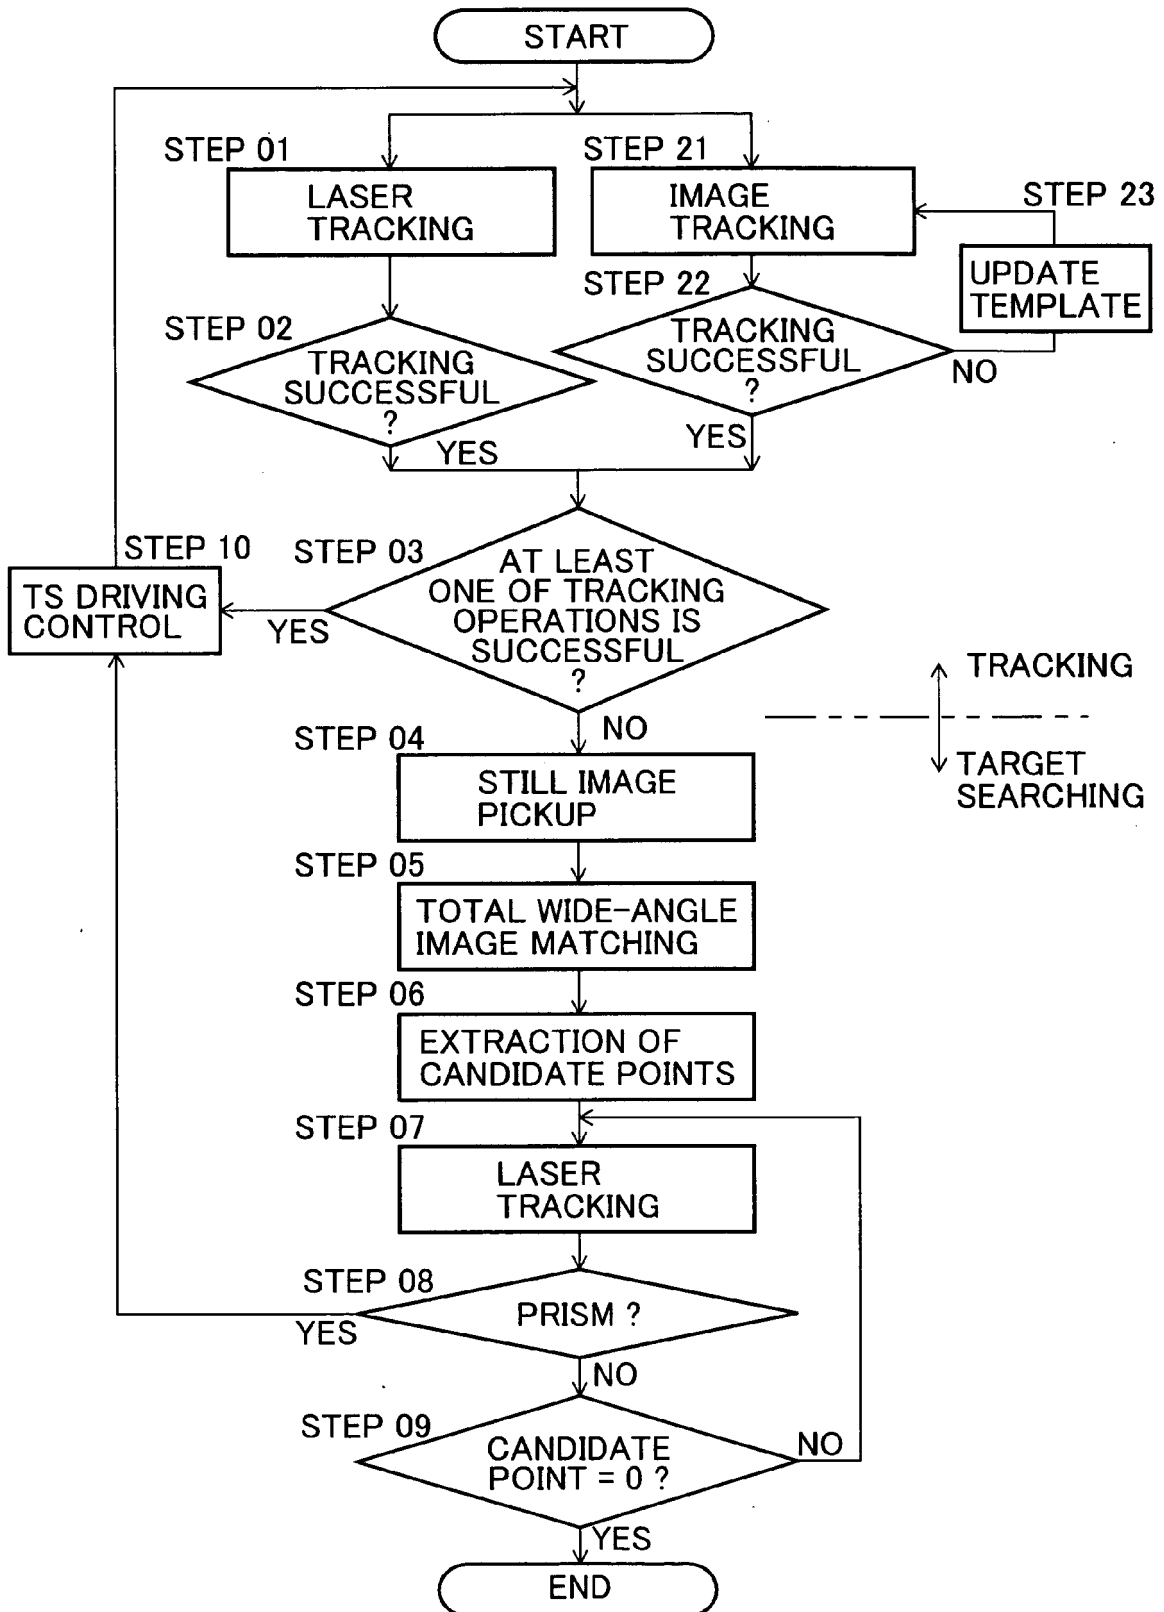 START
STEP 01
LASER
TRACKING
STEP 21
IMAGE
TRACKING
STEP 23
UPDATE
TEMPLATE
STEP 02
TRACKING
SUCCESSFUL
?
YES
STEP 22
TRACKING
SUCCESSFUL
?
NO
YES
STEP 03
AT LEAST
ONE OF TRACKING
OPERATIONS IS
SUCCESSFUL
?
YES
NO
STEP 10
TS DRIVING
CONTROL
TRACKING
TARGET
SEARCHING
STEP 04
STILL IMAGE
PICKUP
STEP 05
TOTAL WIDE-ANGLE
IMAGE MATCHING
STEP 06
EXTRACTION OF
CANDIDATE POINTS
STEP 07
LASER
TRACKING
STEP 08
PRISM ?
YES
NO
STEP 09
CANDIDATE
POINT = 0 ?
NO
YES
END